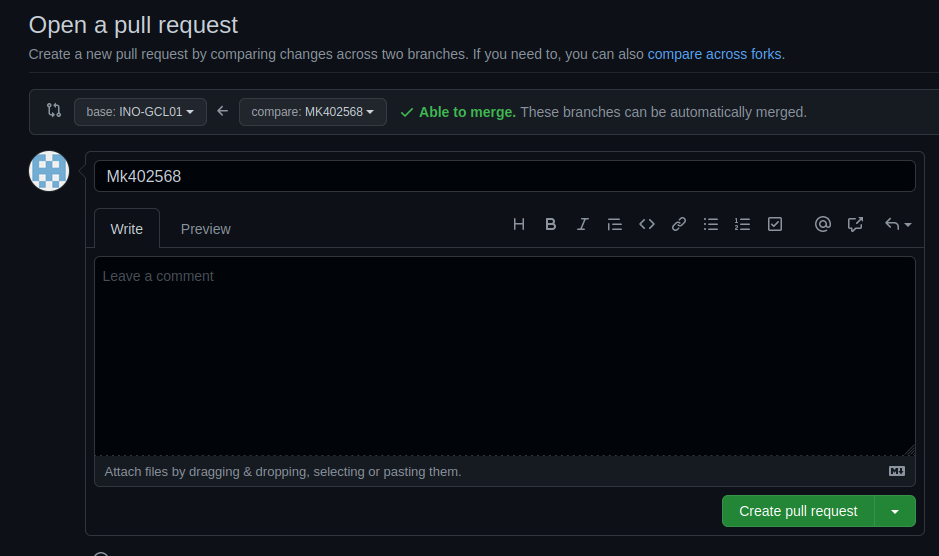 Open a pull request
Create a new pull request by comparing changes across two branches. If you need to, you can also compare across forks.
base: INO-GCL01 compare: MK402568 Able to merge. These branches can be automatically merged.
Mk402568
Write Preview
Leave a comment
Attach files by dragging & dropping, selecting or pasting them.
Create pull request